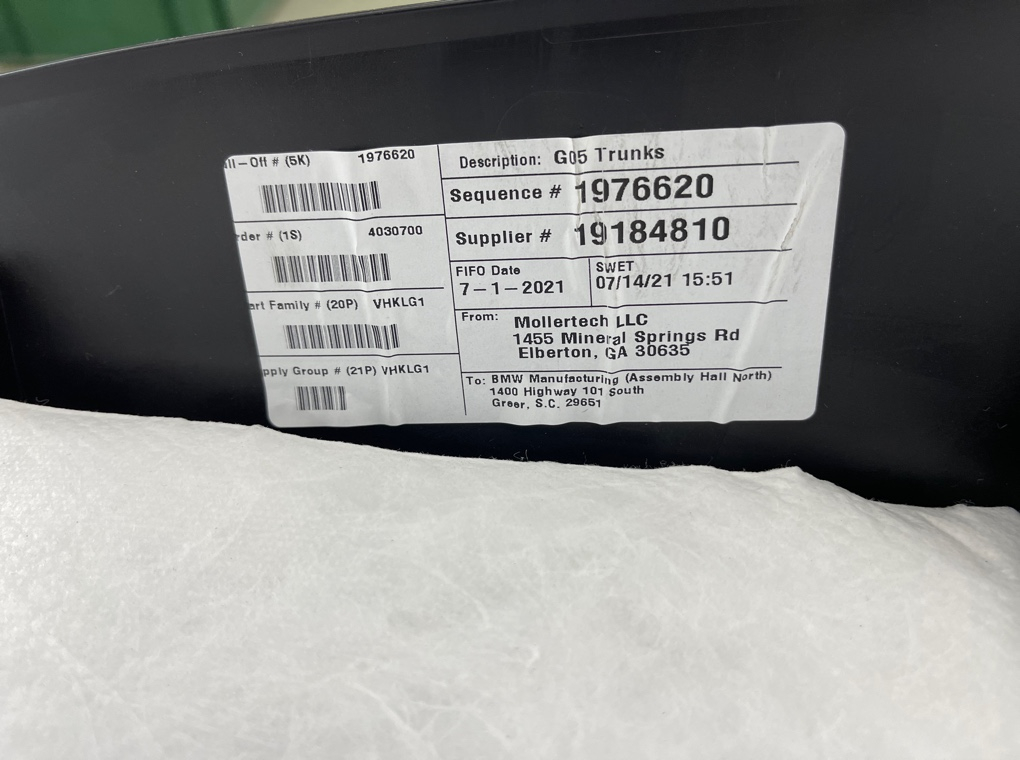 ll-Off # (5K) 1976620
rder # (1S) 4030700
art Family # (20P) VHKLG1
pply Group # (21P) VHKLG1
Description: G05 Trunks
Sequence # 1976620
Supplier # 19184810
FIFO Date
7-1-2021
SWET
07/14/21 15:51
From: Mollertech LLC
1455 Mineral Springs Rd
Elberton, GA 30635
To: BMW Manufacturing (Assembly Hall North)
1400 Highway 101 South
Greer, S.C. 29651